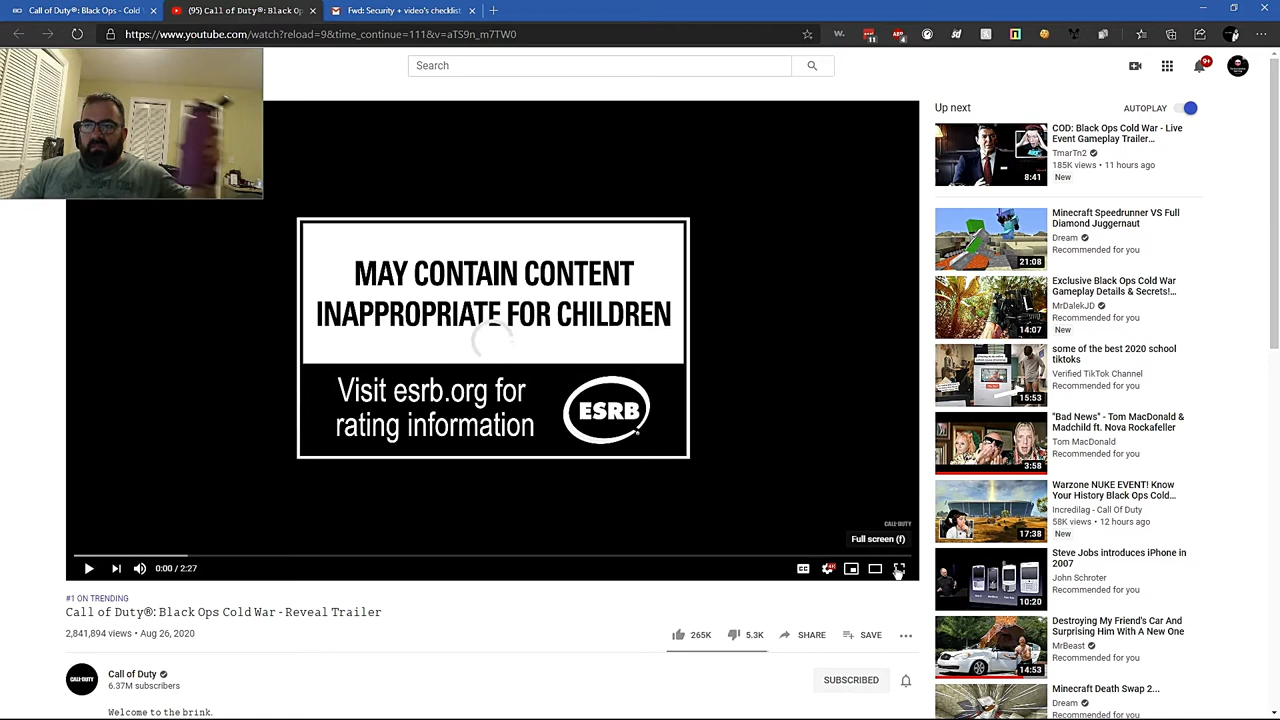 Call of Duty®: Black Ops - Cold W
(95) Call of Duty®: Black Ops
Fwd: Security + video's checklist
https://www.youtube.com/watch?reload=9&time_continue=111&v=aTS9n_m7TW0
Search
9+
MAY CONTAIN CONTENT
INAPPROPRIATE FOR CHILDREN
Visit esrb.org for
rating information
ESRB
CALL·DUTY
Full screen (f)
0:00 / 2:27
#1 ON TRENDING
Call of Duty®: Black Ops Cold War - Reveal Trailer
2,841,894 views • Aug 26, 2020
265K
5.3K
SHARE
SAVE
CALL·DUTY
Call of Duty
6.37M subscribers
SUBSCRIBED
Welcome to the brink.
Up next
AUTOPLAY
COD: Black Ops Cold War - Live
Event Gameplay Trailer...
TmarTn2
185K views • 11 hours ago
New
8:41
Minecraft Speedrunner VS Full
Diamond Juggernaut
Dream
Recommended for you
21:08
Exclusive Black Ops Cold War
Gameplay Details & Secrets!...
MrDalekJD
Recommended for you
New
14:07
some of the best 2020 school
tiktoks
Verified TikTok Channel
Recommended for you
15:53
"Bad News" - Tom MacDonald &
Madchild ft. Nova Rockafeller
Tom MacDonald
Recommended for you
3:58
Warzone NUKE EVENT! Know
Your History Black Ops Cold...
Incredilag - Call Of Duty
58K views • 12 hours ago
New
17:38
Steve Jobs introduces iPhone in
2007
John Schroter
Recommended for you
10:20
Destroying My Friend's Car And
Surprising Him With A New One
MrBeast
Recommended for you
14:53
Minecraft Death Swap 2...
Dream
Recommended for you